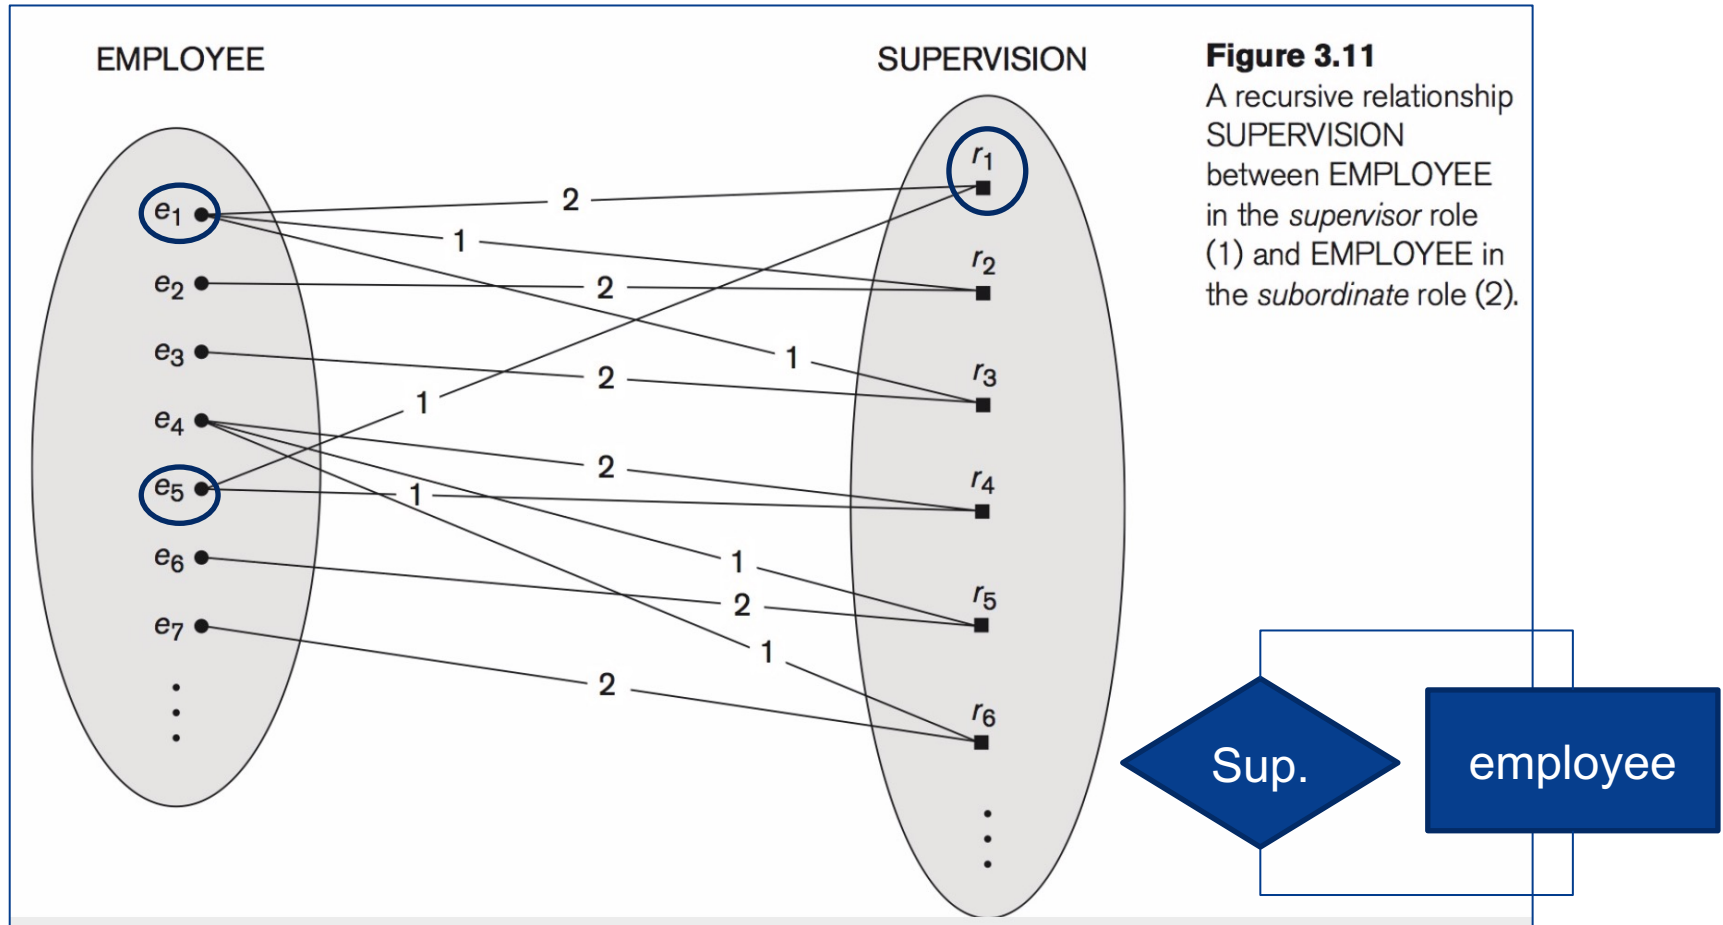 EMPLOYEE
SUPERVISION
Figure 3.11
A recursive relationship
SUPERVISION
between EMPLOYEE
in the supervisor role
(1) and EMPLOYEE in
the subordinate role (2).
e1
e2
e3
e4
e5
e6
e7
2
1
2
1
2
1
2
1
1
2
1
2
r1
r2
r3
r4
r5
r6
Sup.
employee